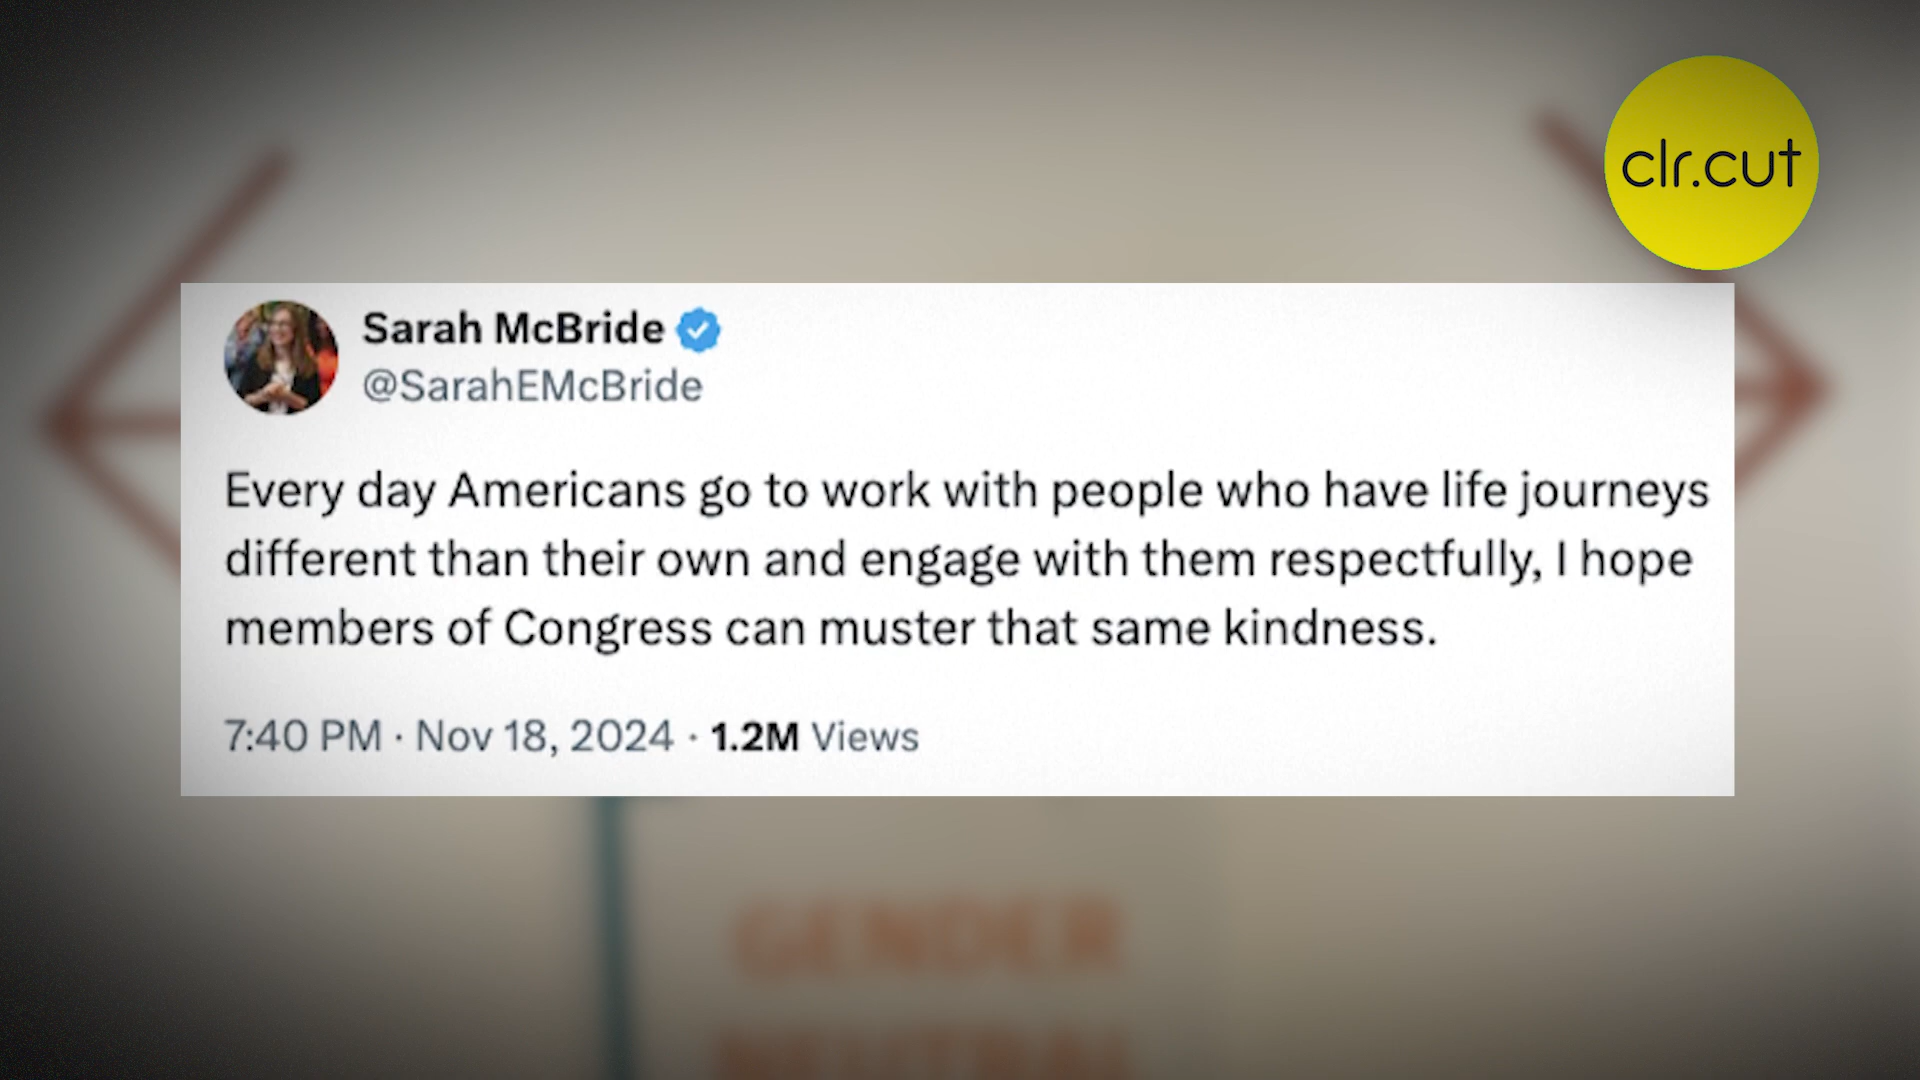 clr.cut
Sarah McBride
@SarahEMcBride
Every day Americans go to work with people who have life journeys
different than their own and engage with them respectfully, I hope
members of Congress can muster that same kindness.
7:40 PM · Nov 18, 2024 · 1.2M Views
GENDER
NEUTRAL